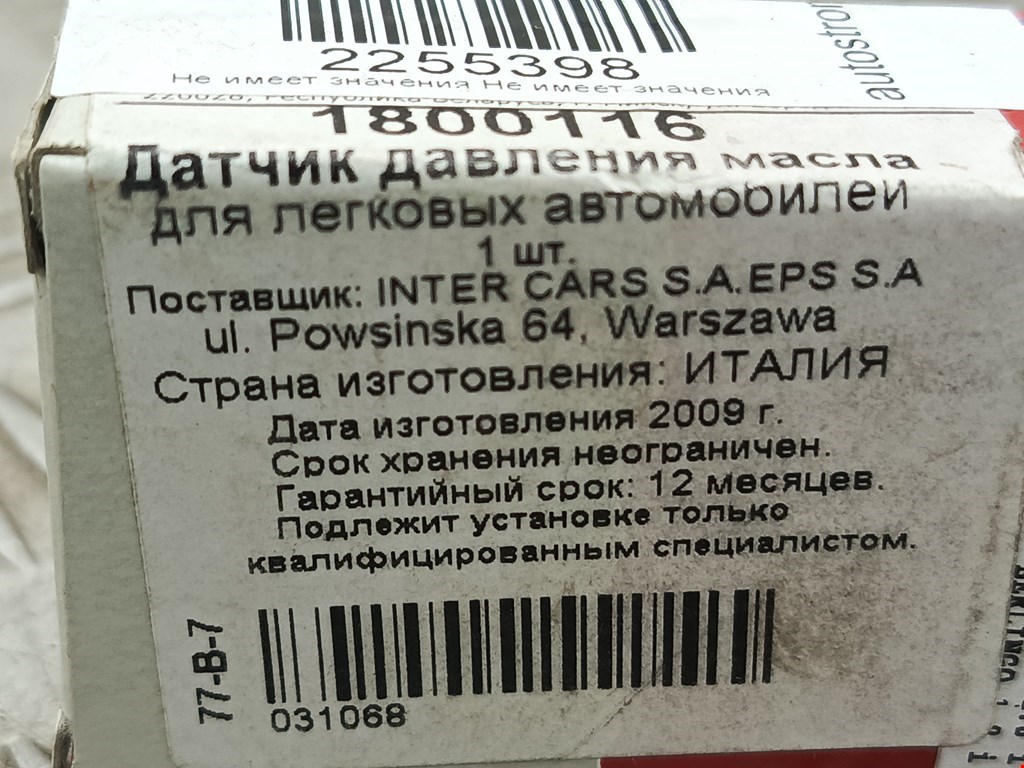 2255398
Не имеет значения Не имеет значения
autostron
1800116
Датчик давления масла
для легковых автомобилей
1 шт.
Поставщик: INTER CARS S.A.EPS S.A
ul. Powsinska 64, Warszawa
Страна изготовления: ИТАЛИЯ
Дата изготовления 2009 г.
Срок хранения неограничен.
Гарантийный срок: 12 месяцев.
Подлежит установке только
квалифицированным специалистом.
77-B-7
031068